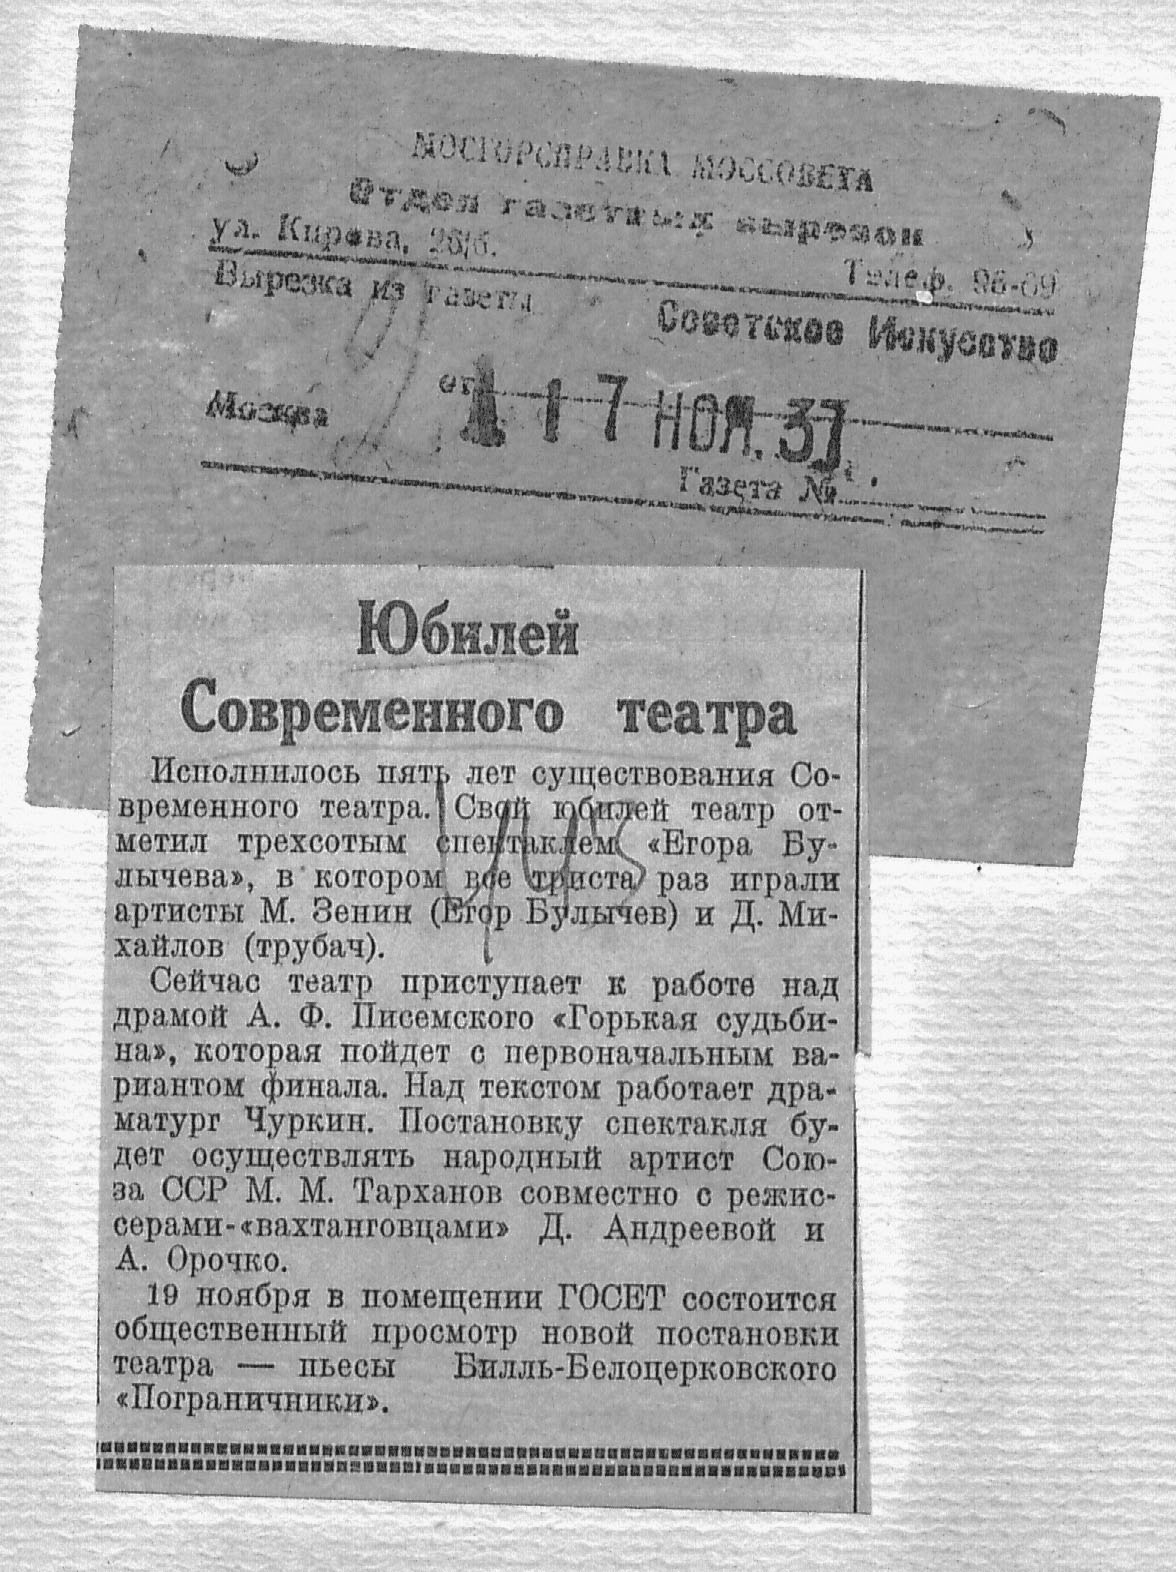 МОСГОРСПРАВКА МОССОВЕТА
Отдел газетных вырезок
ул. Кирова, 26/б.
Телеф. 96-69
Вырезка из газеты
Советское Искусство
Москва
от 17 НОЯ. 37
Газета №
Юбилей
Современного театра
Исполнилось пять лет существования Со-
временного театра. Свой юбилей театр от-
метил трехсотым спектаклем «Егора Бу-
лычева», в котором все триста раз играли
артисты М. Зенин (Егор Булычев) и Д. Ми-
хайлов (трубач).
Сейчас театр приступает к работе над
драмой А. Ф. Писемского «Горькая судьби-
на», которая пойдет с первоначальным ва-
риантом финала. Над текстом работает дра-
матург Чуркин. Постановку спектакля бу-
дет осуществлять народный артист Сою-
за ССР М. М. Тарханов совместно с режис-
серами-«вахтанговцами» Д. Андреевой и
А. Орочко.
19 ноября в помещении ГОСЕТ состоится
общественный просмотр новой постановки
театра — пьесы Билль-Белоцерковского
«Пограничники».